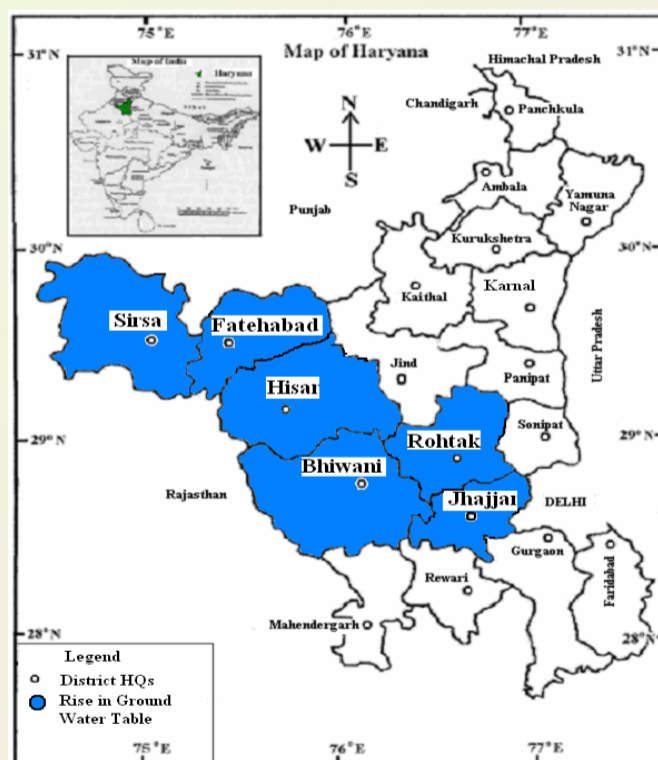 75°E
76°E
77°E
31°N
31°N
Map of Haryana
Map of India
Haryana
Himachal Pradesh
Chandigarh
Panchkula
N
W E
S
Ambala
Yamuna
Nagar
Punjab
Kurukshetra
30°N
30°N
Kaithal
Karnal
Sirsa
Fatehabad
Uttar Pradesh
Jind
Panipat
Hisar
Sonipat
29°N
29°N
Rohtak
Bhiwani
Rajasthan
Jhajjar
DELHI
Gurgaon
Faridabad
Rewari
Mahendergarh
28°N
28°N
Legend
District HQs
Rise in Ground
Water Table
75°E
76°E
77°E